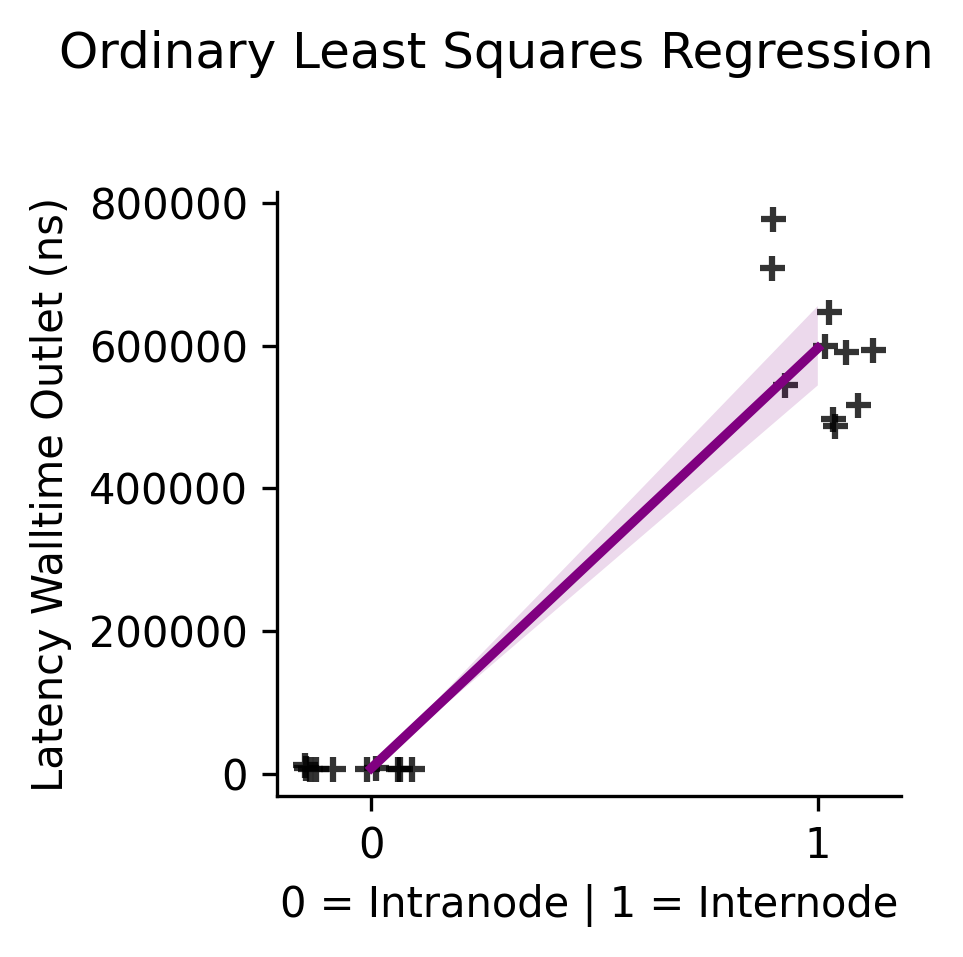 Ordinary Least Squares Regression
Latency Walltime Outlet (ns)
800000
600000
400000
200000
0
0 1
0 = Intranode | 1 = Internode